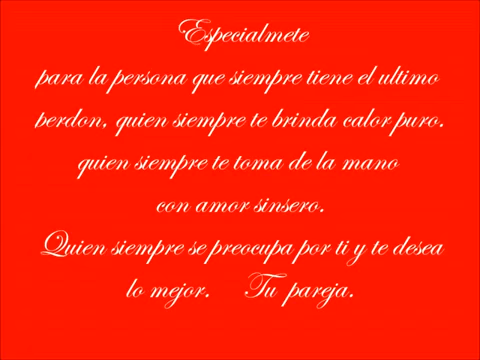 Especialmete
para la persona que siempre tiene el ultimo
perdon, quien siempre te brinda calor puro.
quien siempre te toma de la mano
con amor sinsero.
Quien siempre se preocupa por ti y te desea
lo mejor. Tu pareja.